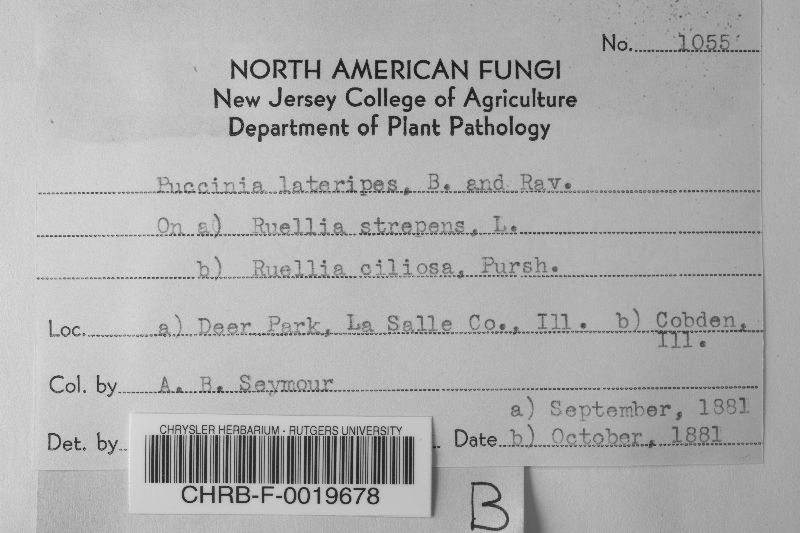 No. 1055
NORTH AMERICAN FUNGI
New Jersey College of Agriculture
Department of Plant Pathology
Puccinia lateripes, B. and Rav.
On a) Ruellia strepens, L.
b) Ruellia ciliosa, Pursh.
Loc. a) Deer Park, La Salle Co., Ill. b) Cobden,
Ill.
Col. by A. B. Seymour
a) September, 1881
Det. by Date b) October, 1881
CHRYSLER HERBARIUM - RUTGERS UNIVERSITY
CHRB-F-0019678
B